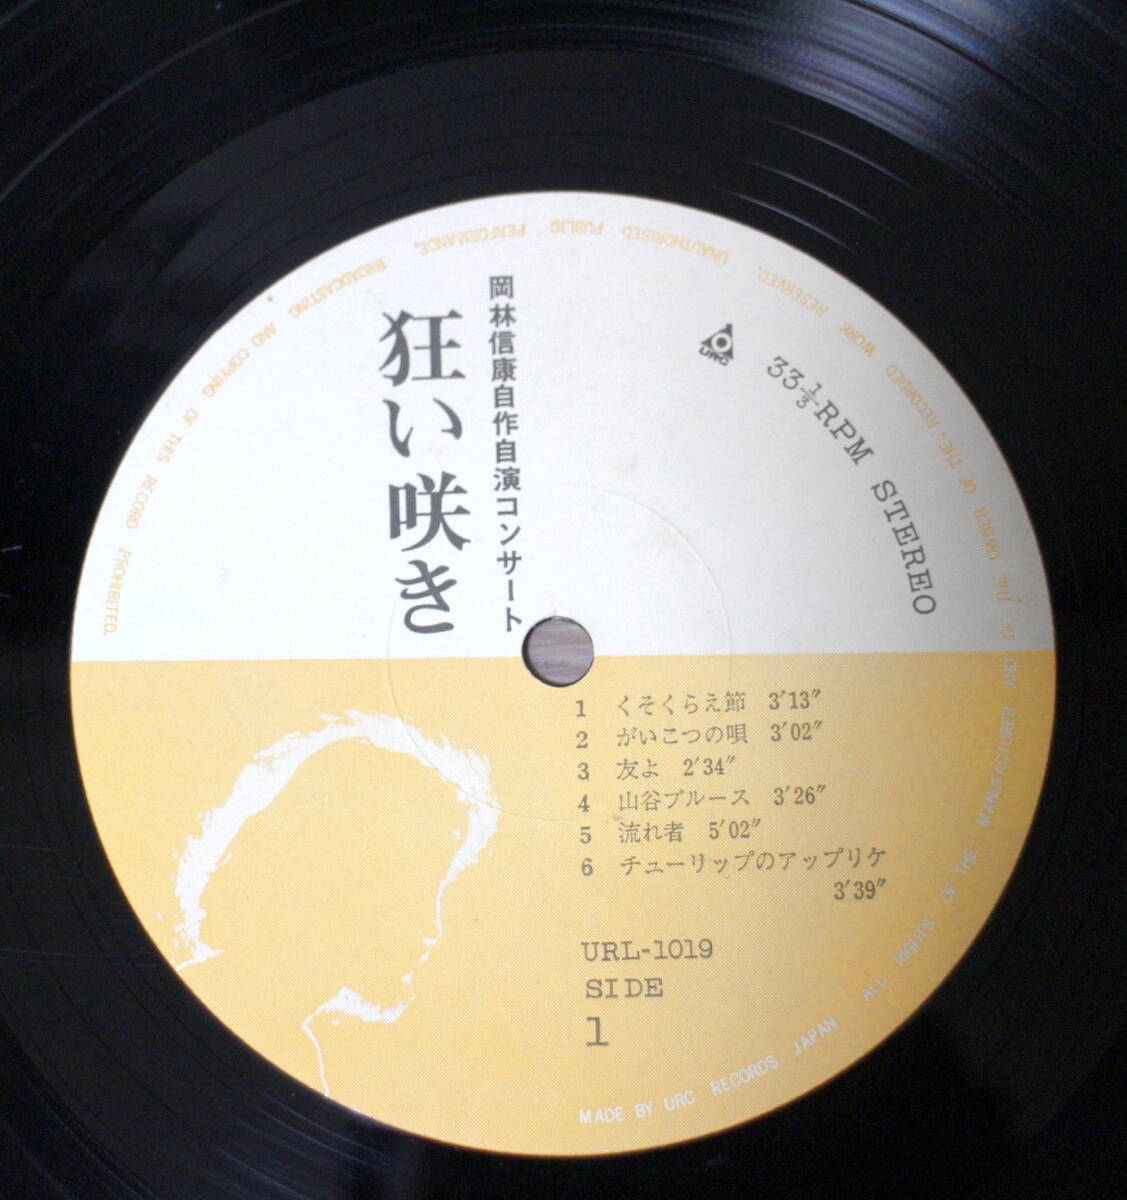 岡林信康自作自演コンサート
狂い咲き
URC
33 1/3 RPM STEREO
1 くそくらえ節 3′13″
2 がいこつの唄 3′02″
3 友よ 2′34″
4 山谷ブルース 3′26″
5 流れ者 5′02″
6 チューリップのアップリケ
3′39″
URL-1019
SIDE
1
MADE BY URC RECORDS JAPAN ALL RIGHTS OF THE MANUFACTURER AND OF THE OWNER OF THE, RECORDED WORK RESERVED. UNAUTHORISED PUBLIC PERFORMANCE, BROADCASTING AND COPYING OF THIS RECORD PROHIBITED.